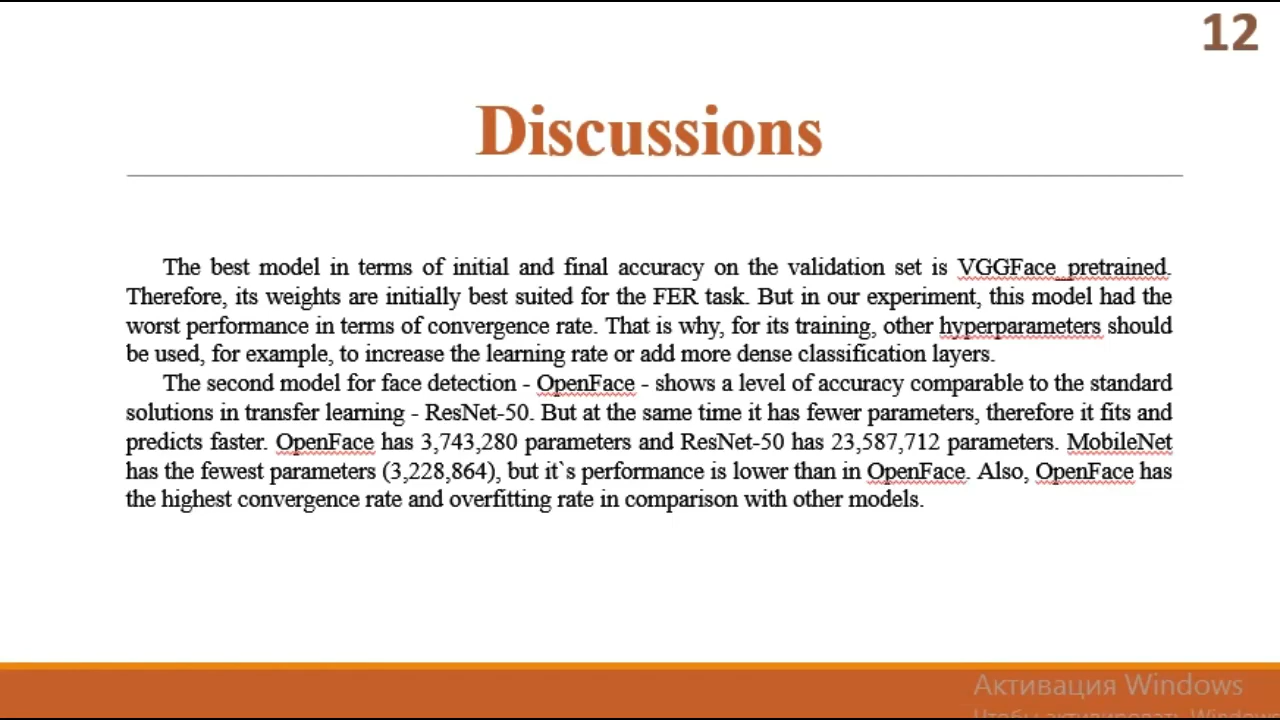 12
Discussions
The best model in terms of initial and final accuracy on the validation set is VGGFace_pretrained.
Therefore, its weights are initially best suited for the FER task. But in our experiment, this model had the
worst performance in terms of convergence rate. That is why, for its training, other hyperparameters should
be used, for example, to increase the learning rate or add more dense classification layers.
The second model for face detection - OpenFace - shows a level of accuracy comparable to the standard
solutions in transfer learning - ResNet-50. But at the same time it has fewer parameters, therefore it fits and
predicts faster. OpenFace has 3,743,280 parameters and ResNet-50 has 23,587,712 parameters. MobileNet
has the fewest parameters (3,228,864), but it`s performance is lower than in OpenFace. Also, OpenFace has
the highest convergence rate and overfitting rate in comparison with other models.
Активация Windows
Чтобы активировать Windows